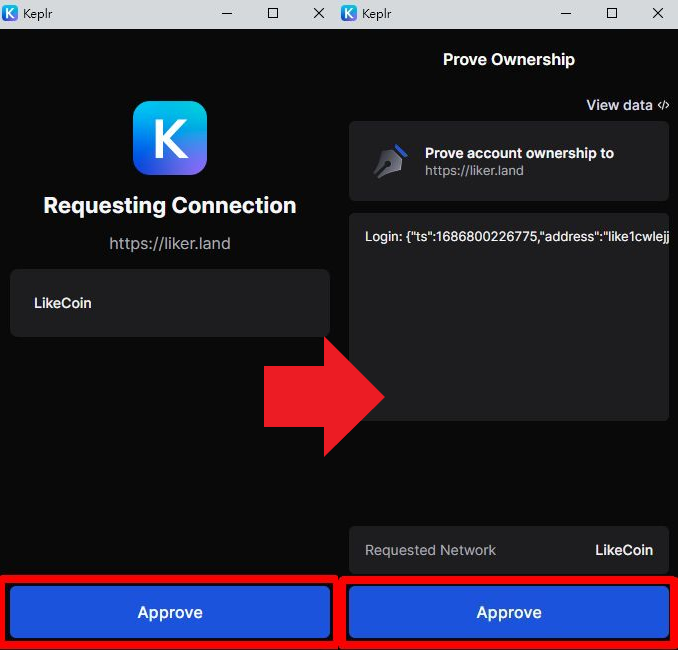 Keplr
K
Requesting Connection
https://liker.land
LikeCoin
Approve
Keplr
Prove Ownership
View data </>
Prove account ownership to
https://liker.land
Login: {"ts":1686800226775,"address":"like1cwlejj
Requested Network
LikeCoin
Approve